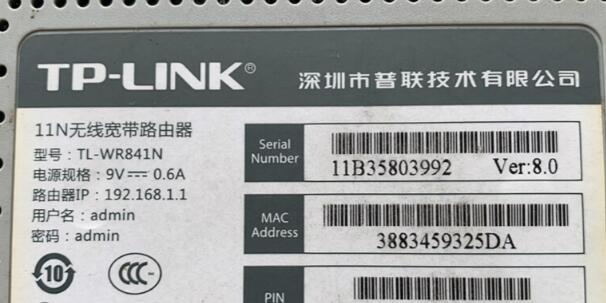 TP-LINK® 深圳市普联技术有限公司
11N无线宽带路由器
型号：TL-WR841N
电源规格：9V⎓0.6A
路由器IP：192.168.1.1
用户名：admin
密码：admin
10
CCC
Serial Number
11B35803992 Ver:8.0
MAC Address
3883459325DA
PIN